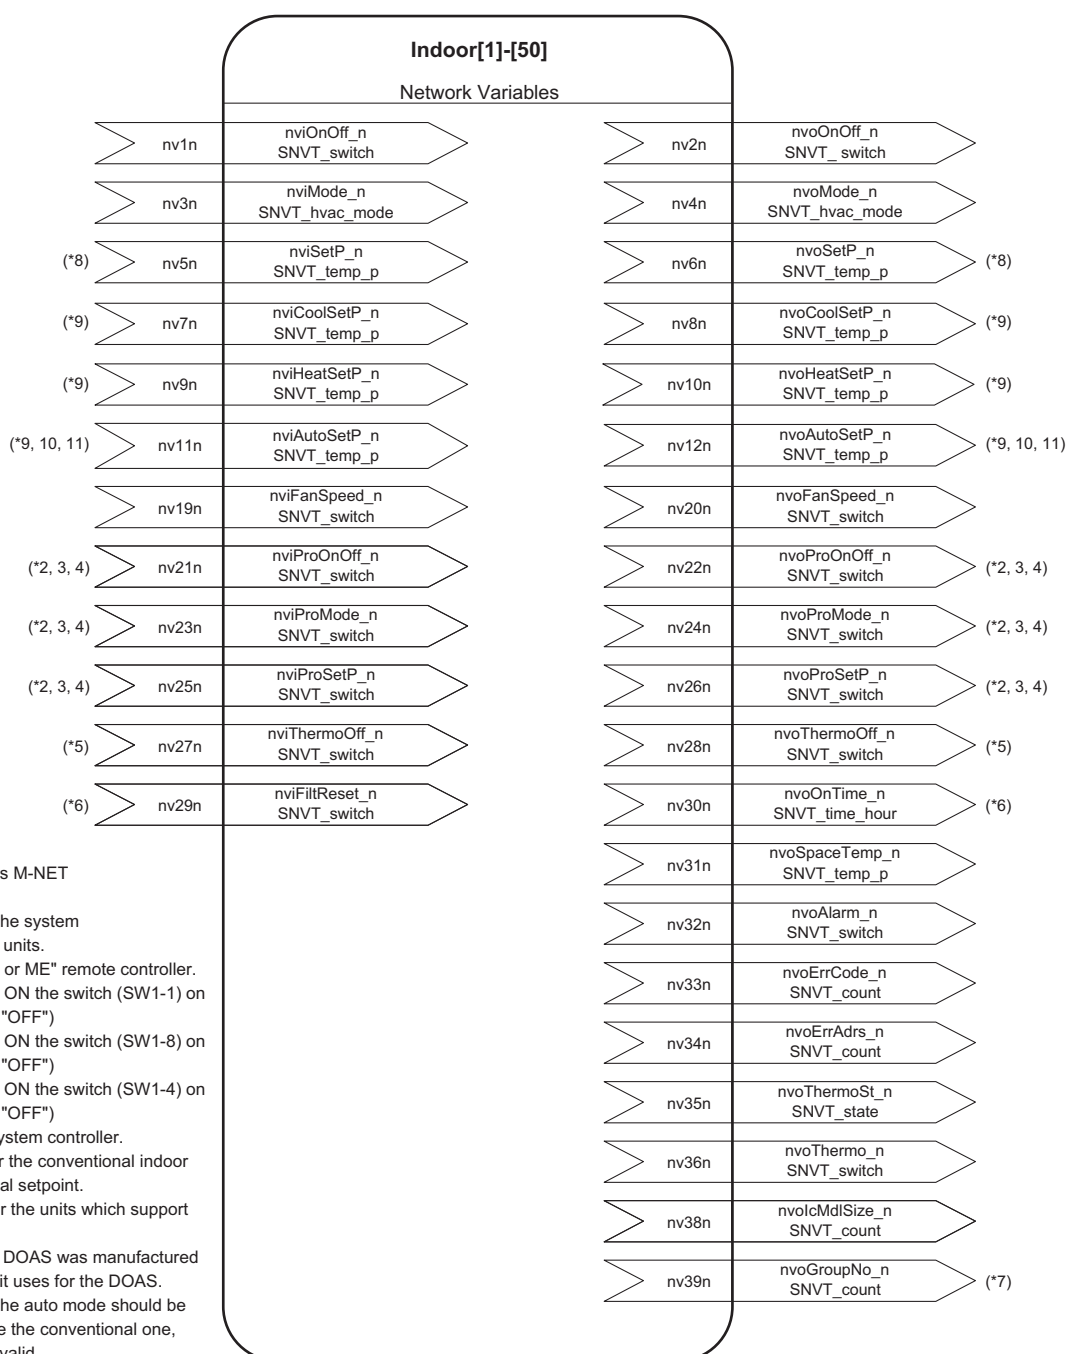 Indoor[1]-[50]
Network Variables
nv1n nviOnOff_n SNVT_switch
nv2n nvoOnOff_n SNVT_ switch
nv3n nviMode_n SNVT_hvac_mode
nv4n nvoMode_n SNVT_hvac_mode
(*8) nv5n nviSetP_n SNVT_temp_p
nv6n nvoSetP_n SNVT_temp_p (*8)
(*9) nv7n nviCoolSetP_n SNVT_temp_p
nv8n nvoCoolSetP_n SNVT_temp_p (*9)
(*9) nv9n nviHeatSetP_n SNVT_temp_p
nv10n nvoHeatSetP_n SNVT_temp_p (*9)
(*9, 10, 11) nv11n nviAutoSetP_n SNVT_temp_p
nv12n nvoAutoSetP_n SNVT_temp_p (*9, 10, 11)
nv19n nviFanSpeed_n SNVT_switch
nv20n nvoFanSpeed_n SNVT_switch
(*2, 3, 4) nv21n nviProOnOff_n SNVT_switch
nv22n nvoProOnOff_n SNVT_switch (*2, 3, 4)
(*2, 3, 4) nv23n nviProMode_n SNVT_switch
nv24n nvoProMode_n SNVT_switch (*2, 3, 4)
(*2, 3, 4) nv25n nviProSetP_n SNVT_switch
nv26n nvoProSetP_n SNVT_switch (*2, 3, 4)
(*5) nv27n nviThermoOff_n SNVT_switch
nv28n nvoThermoOff_n SNVT_switch (*5)
(*6) nv29n nviFiltReset_n SNVT_switch
nv30n nvoOnTime_n SNVT_time_hour (*6)
nv31n nvoSpaceTemp_n SNVT_temp_p
nv32n nvoAlarm_n SNVT_switch
nv33n nvoErrCode_n SNVT_count
nv34n nvoErrAdrs_n SNVT_count
nv35n nvoThermoSt_n SNVT_state
nv36n nvoThermo_n SNVT_switch
nv38n nvoIcMdlSize_n SNVT_count
nv39n nvoGroupNo_n SNVT_count (*7)
s M-NET
he system
units.
or ME" remote controller.
ON the switch (SW1-1) on
"OFF")
ON the switch (SW1-8) on
"OFF")
ON the switch (SW1-4) on
"OFF")
ystem controller.
r the conventional indoor
al setpoint.
r the units which support
DOAS was manufactured
it uses for the DOAS.
he auto mode should be
e the conventional one,
valid.